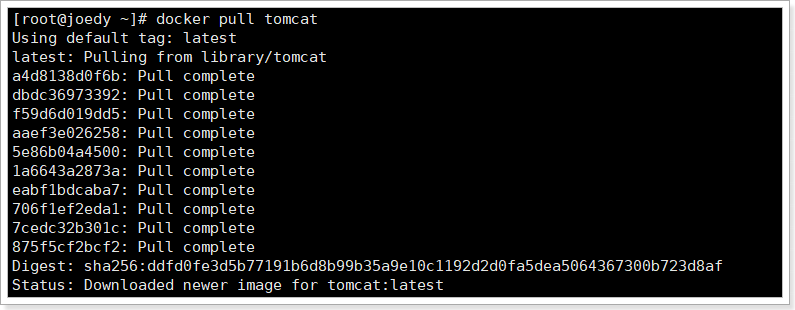 [root@joedy ~]# docker pull tomcat
Using default tag: latest
latest: Pulling from library/tomcat
a4d8138d0f6b: Pull complete
dbdc36973392: Pull complete
f59d6d019dd5: Pull complete
aaef3e026258: Pull complete
5e86b04a4500: Pull complete
1a6643a2873a: Pull complete
eabf1bdcaba7: Pull complete
706f1ef2eda1: Pull complete
7cedc32b301c: Pull complete
875f5cf2bcf2: Pull complete
Digest: sha256:ddfd0fe3d5b77191b6d8b99b35a9e10c1192d2d0fa5dea5064367300b723d8af
Status: Downloaded newer image for tomcat:latest